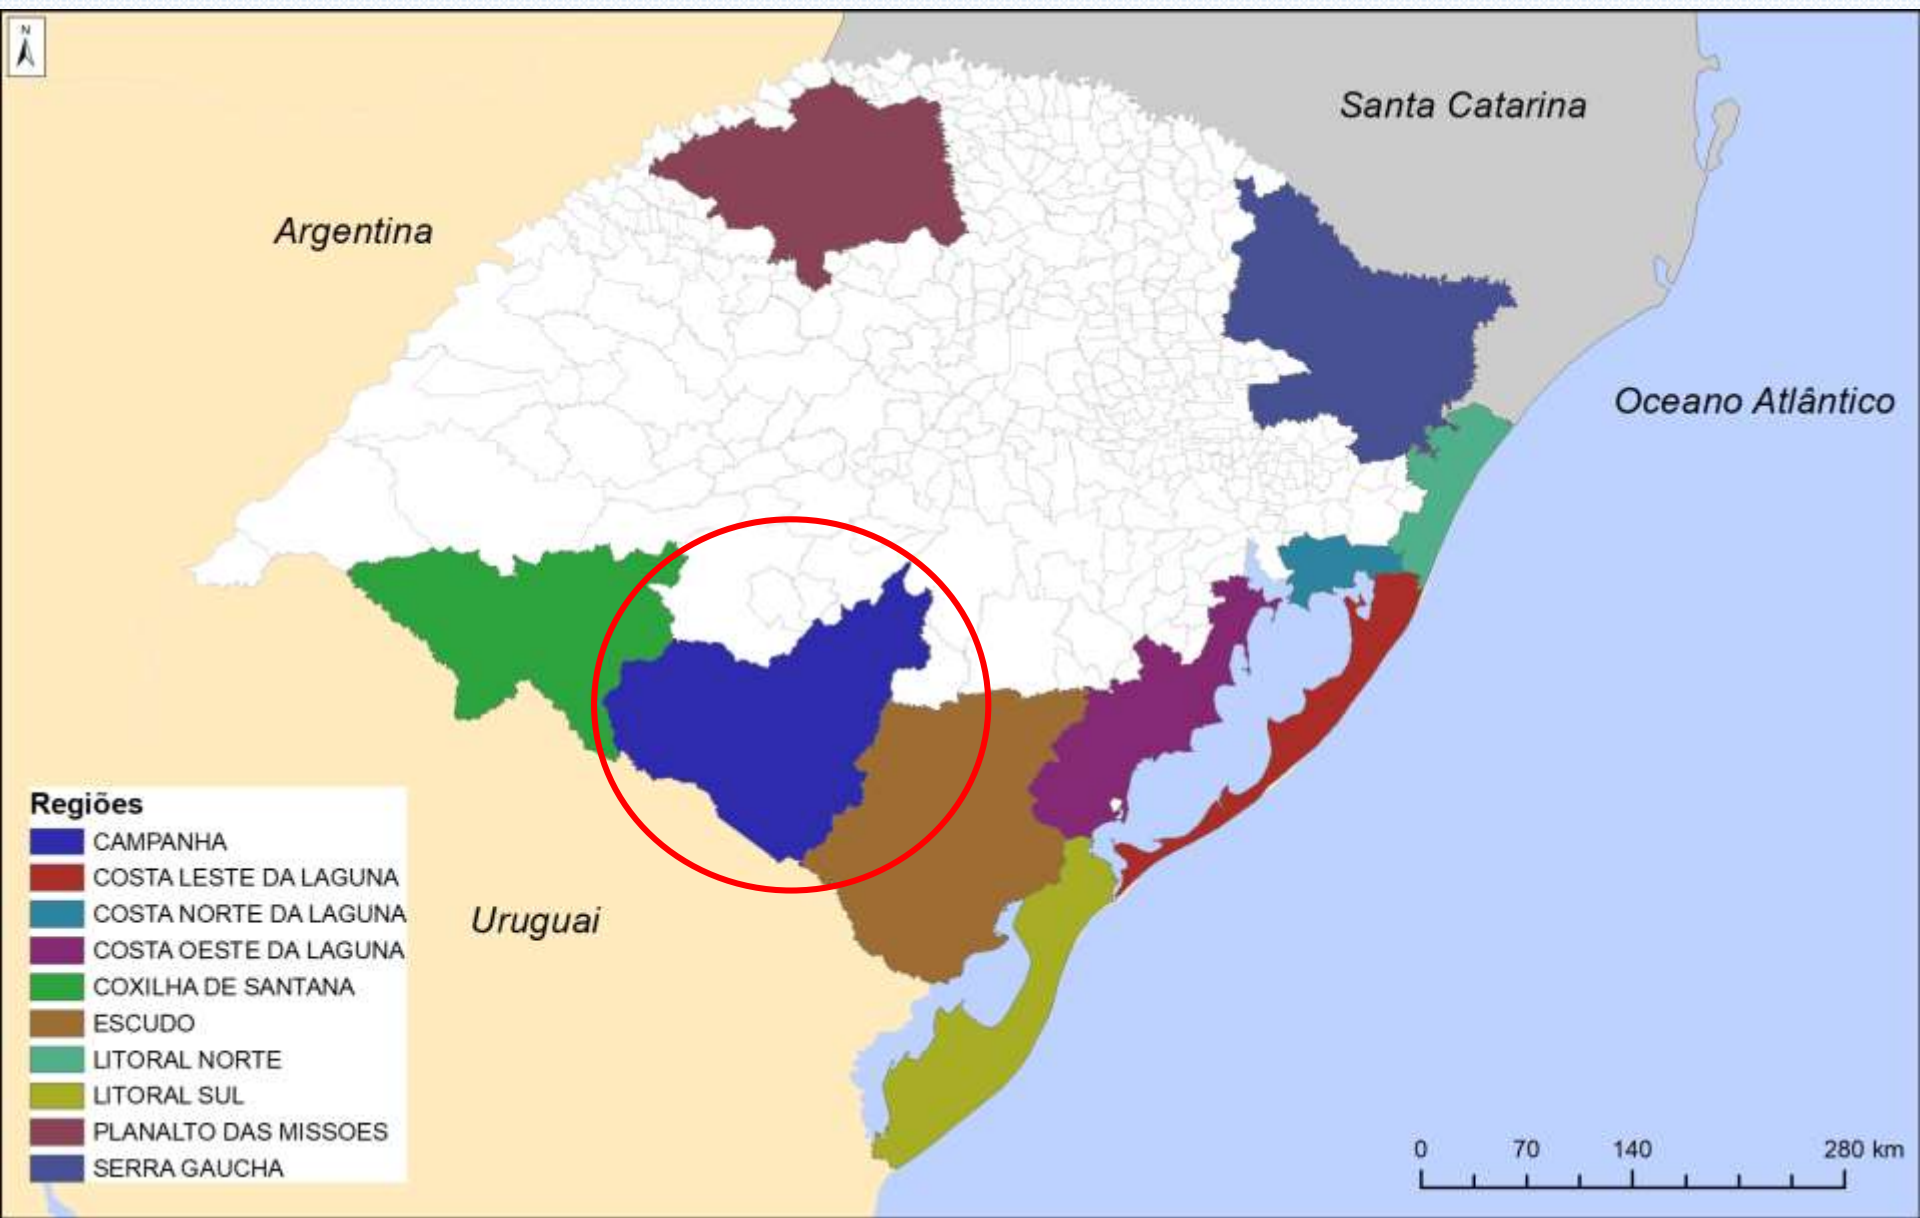 N
Santa Catarina
Argentina
Oceano Atlântico
Uruguai
Regiões
CAMPANHA
COSTA LESTE DA LAGUNA
COSTA NORTE DA LAGUNA
COSTA OESTE DA LAGUNA
COXILHA DE SANTANA
ESCUDO
LITORAL NORTE
LITORAL SUL
PLANALTO DAS MISSOES
SERRA GAUCHA
0 70 140 280 km